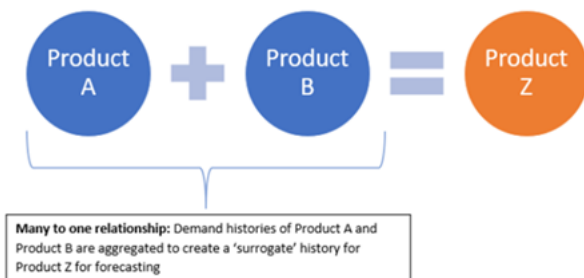 Product
A
Product
B
Product
Z
Many to one relationship: Demand histories of Product A and
Product B are aggregated to create a 'surrogate' history for
Product Z for forecasting